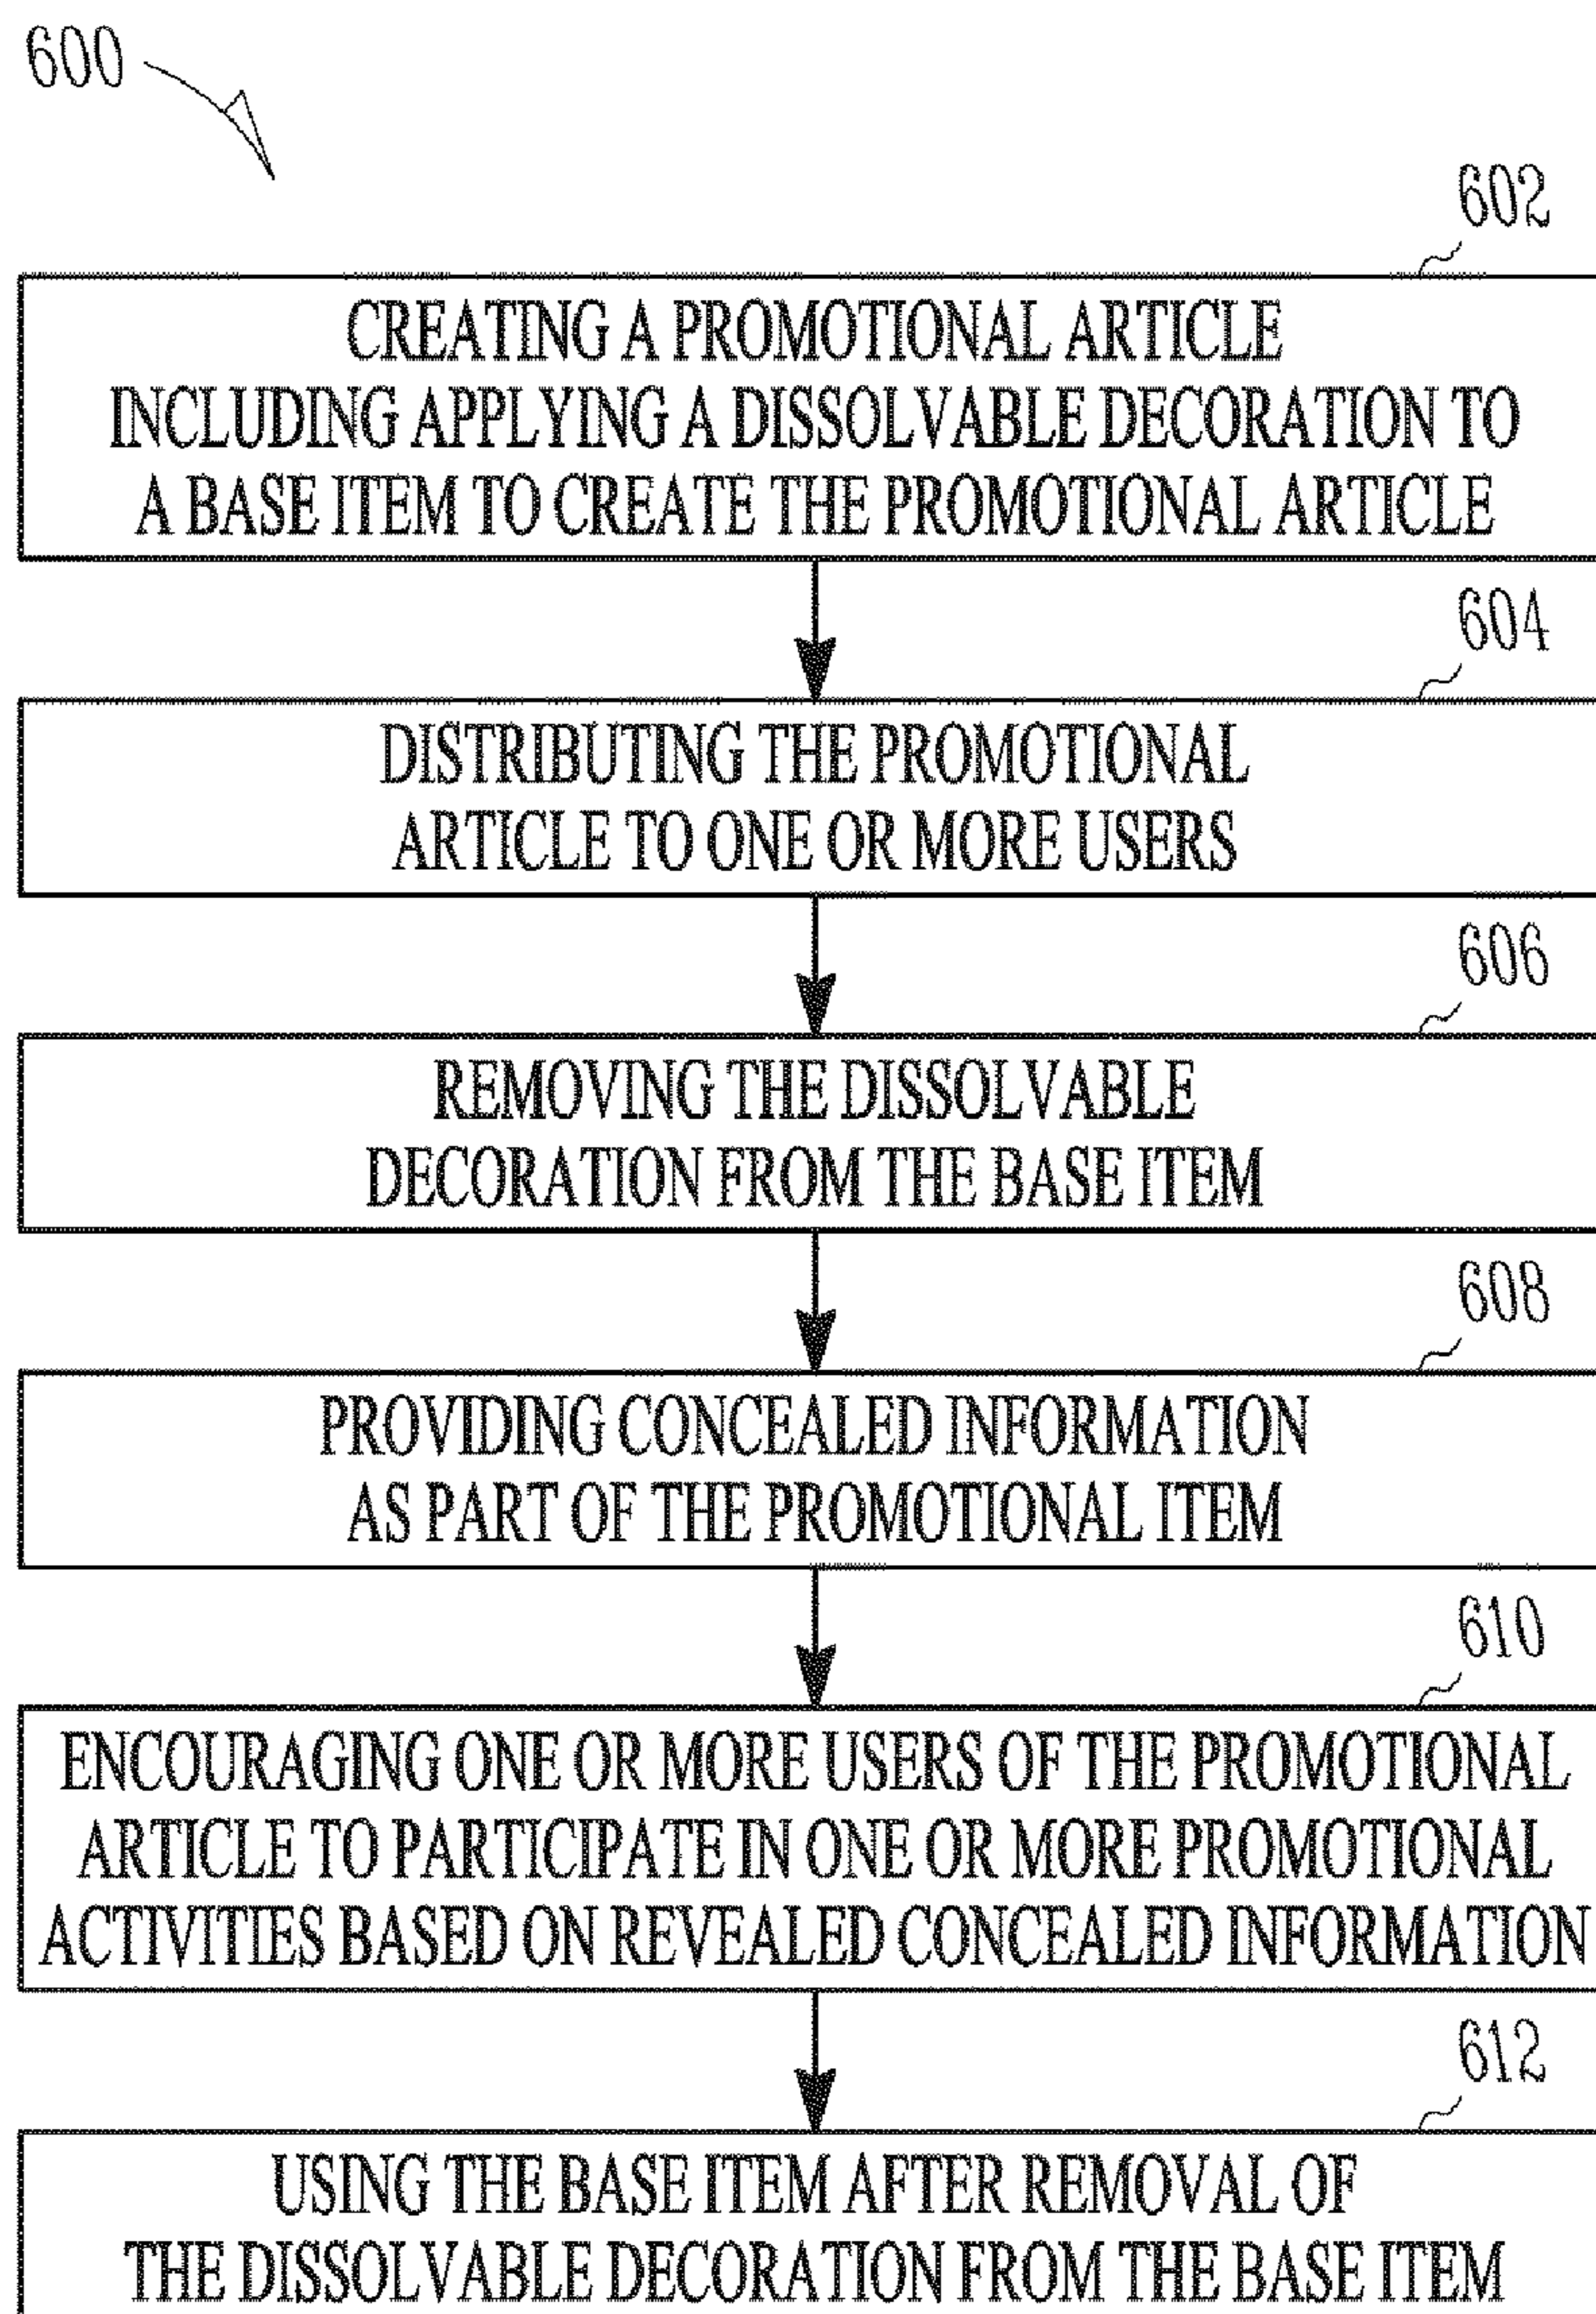 600
602
CREATING A PROMOTIONAL ARTICLE
INCLUDING APPLYING A DISSOLVABLE DECORATION TO
A BASE ITEM TO CREATE THE PROMOTIONAL ARTICLE
604
DISTRIBUTING THE PROMOTIONAL
ARTICLE TO ONE OR MORE USERS
606
REMOVING THE DISSOLVABLE
DECORATION FROM THE BASE ITEM
608
PROVIDING CONCEALED INFORMATION
AS PART OF THE PROMOTIONAL ITEM
610
ENCOURAGING ONE OR MORE USERS OF THE PROMOTIONAL
ARTICLE TO PARTICIPATE IN ONE OR MORE PROMOTIONAL
ACTIVITIES BASED ON REVEALED CONCEALED INFORMATION
612
USING THE BASE ITEM AFTER REMOVAL OF
THE DISSOLVABLE DECORATION FROM THE BASE ITEM